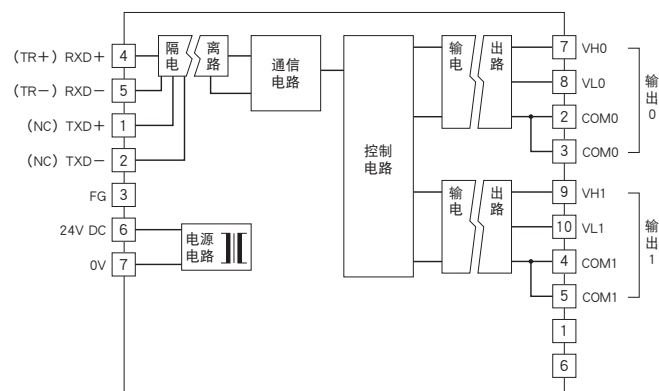 (TR+) RXD+ 4
(TR-) RXD- 5
(NC) TXD+ 1
(NC) TXD- 2
FG 3
24V DC 6
0V 7
隔离
电路
通信
电路
电源
电路
控制
电路
输出
电路
7 VH0
8 VL0
2 COM0
3 COM0
输出0
输出
电路
9 VH1
10 VL1
4 COM1
5 COM1
输出1
1
6